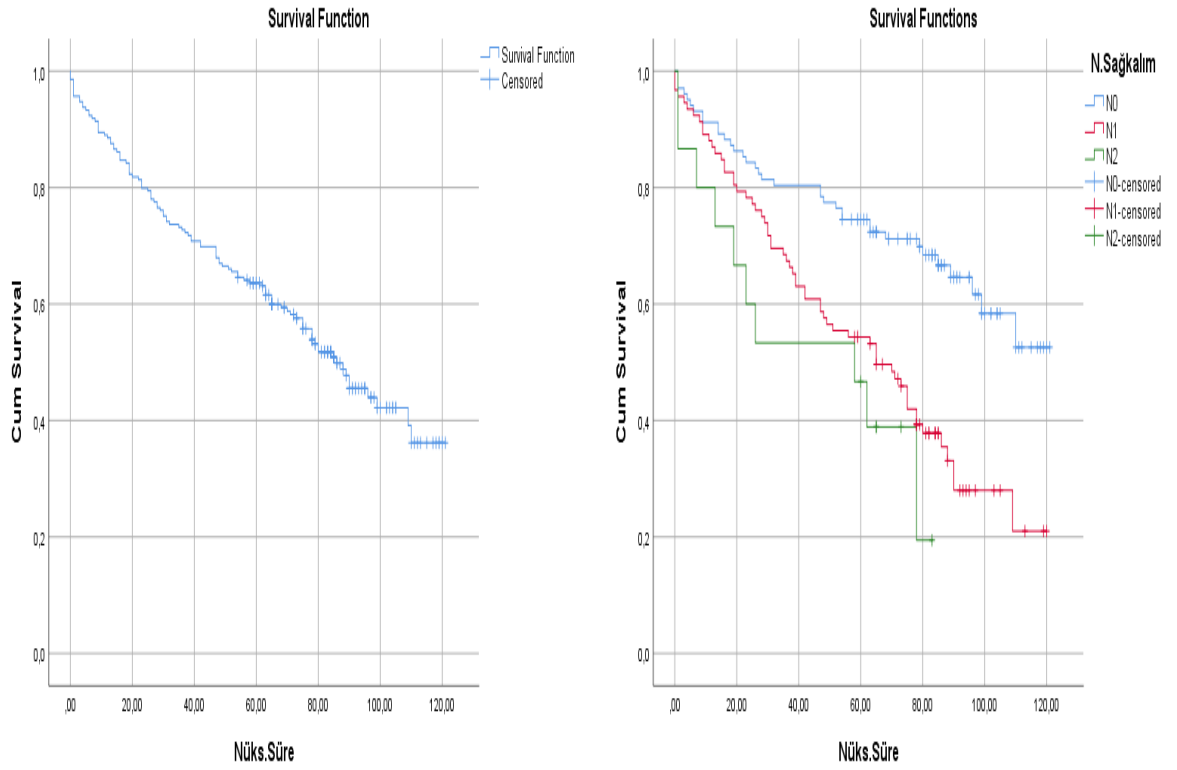 Survival Function
Survival Function
Censored
1,0
0,8
0,6
0,4
0,2
0,0
Cum Survival
,00 20,00 40,00 60,00 80,00 100,00 120,00
Nüks.Süre
Survival Functions
N.Sağkalım
N0
N1
N2
N0-censored
N1-censored
N2-censored
1,0
0,8
0,6
0,4
0,2
0,0
Cum Survival
,00 20,00 40,00 60,00 80,00 100,00 120,00
Nüks.Süre